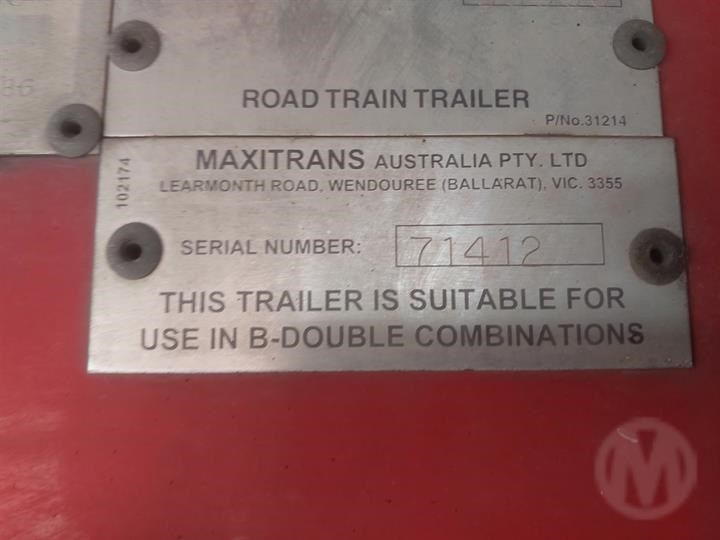 86
ROAD TRAIN TRAILER
P/No.31214
102174
MAXITRANS AUSTRALIA PTY. LTD
LEARMONTH ROAD, WENDOUREE (BALLARAT), VIC. 3355
SERIAL NUMBER: 71412
THIS TRAILER IS SUITABLE FOR
USE IN B-DOUBLE COMBINATIONS
M